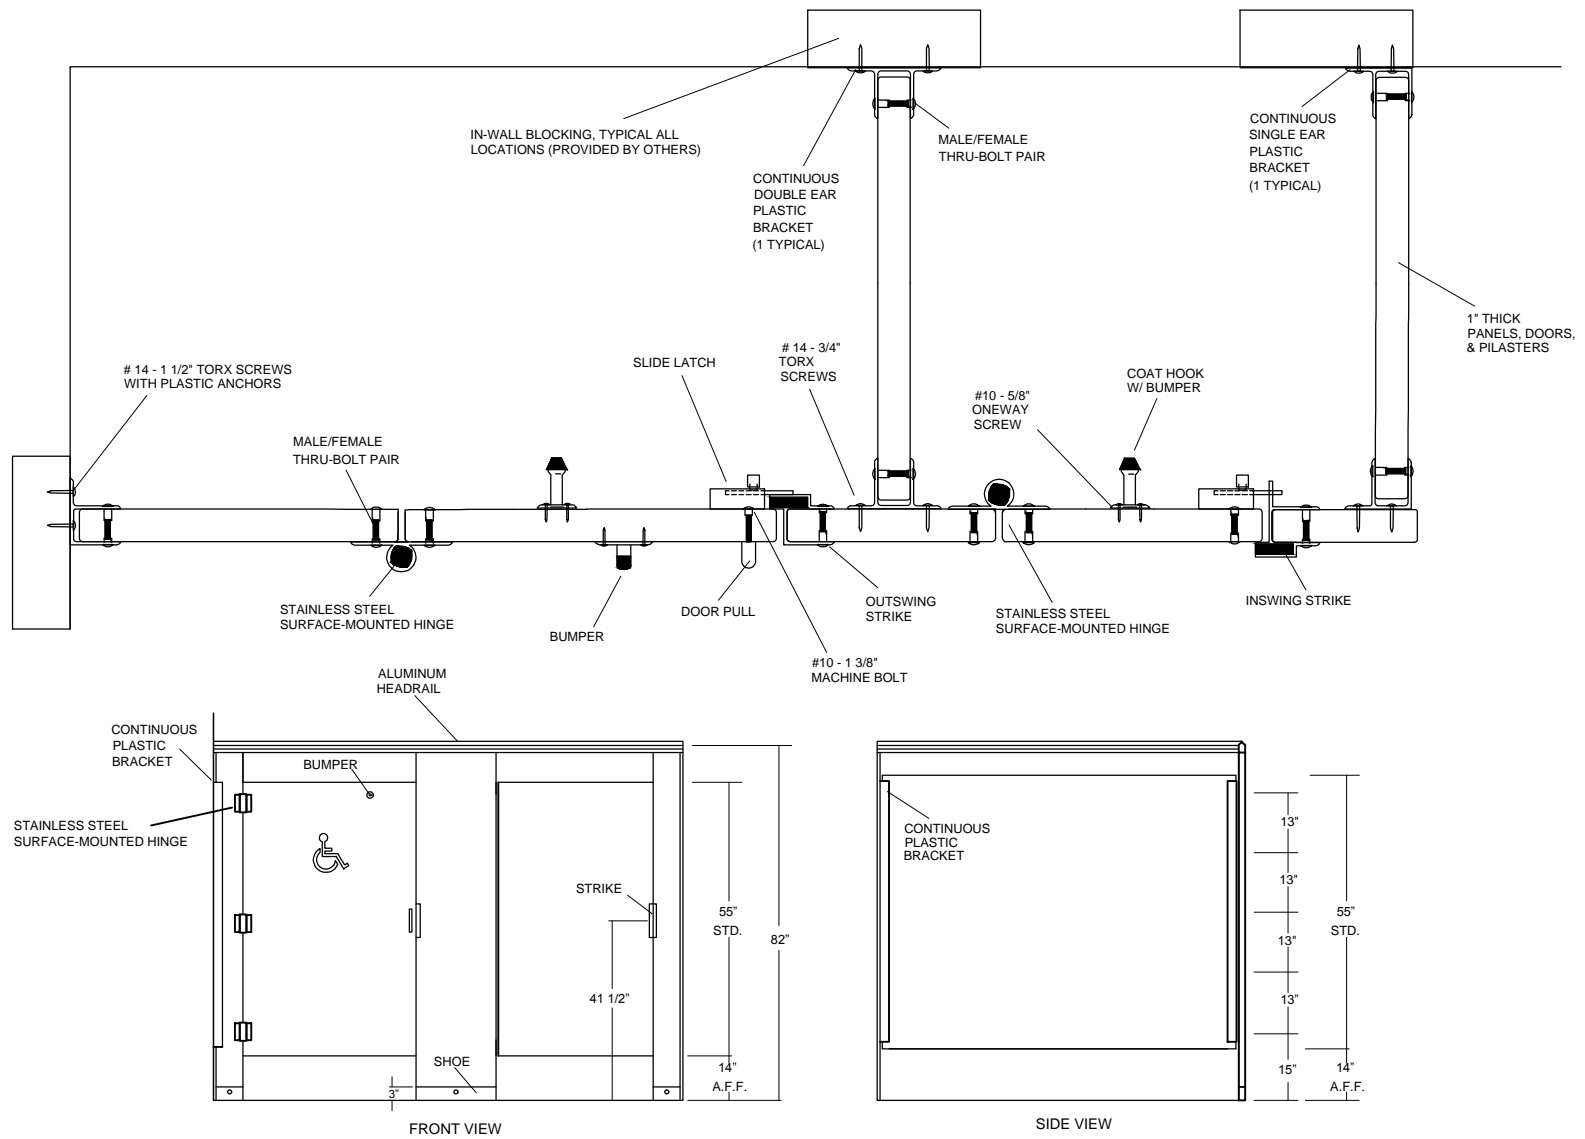 IN-WALL BLOCKING, TYPICAL ALL
LOCATIONS (PROVIDED BY OTHERS)
MALE/FEMALE
THRU-BOLT PAIR
CONTINUOUS
SINGLE EAR
PLASTIC
BRACKET
(1 TYPICAL)
CONTINUOUS
DOUBLE EAR
PLASTIC
BRACKET
(1 TYPICAL)
1" THICK
PANELS, DOORS,
& PILASTERS
# 14 - 1 1/2" TORX SCREWS
WITH PLASTIC ANCHORS
SLIDE LATCH
# 14 - 3/4"
TORX
SCREWS
#10 - 5/8"
ONEWAY
SCREW
COAT HOOK
W/ BUMPER
MALE/FEMALE
THRU-BOLT PAIR
STAINLESS STEEL
SURFACE-MOUNTED HINGE
BUMPER
DOOR PULL
OUTSWING
STRIKE
STAINLESS STEEL
SURFACE-MOUNTED HINGE
INSWING STRIKE
#10 - 1 3/8"
MACHINE BOLT
ALUMINUM
HEADRAIL
CONTINUOUS
PLASTIC
BRACKET
BUMPER
STAINLESS STEEL
SURFACE-MOUNTED HINGE
STRIKE
55”
STD.
82”
41 1/2”
SHOE
3”
14”
A.F.F.
FRONT VIEW
CONTINUOUS
PLASTIC
BRACKET
13”
13”
13”
13”
15”
55”
STD.
14”
A.F.F.
SIDE VIEW